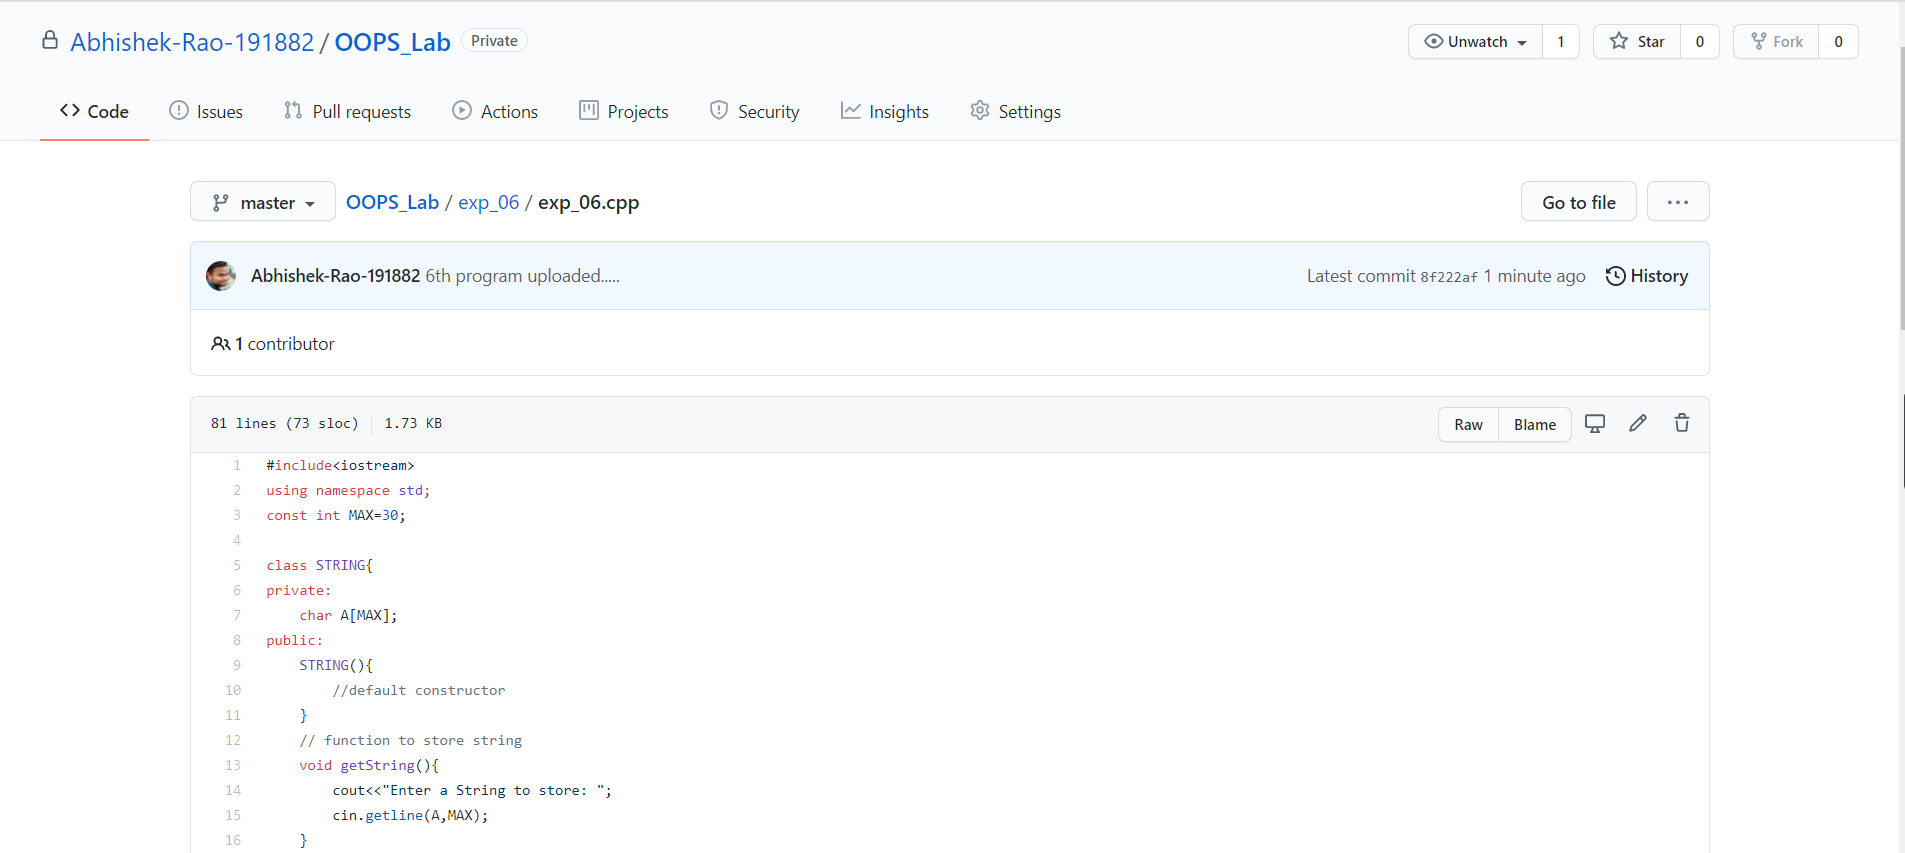 Abhishek-Rao-191882 / OOPS_Lab Private Unwatch 1 Star 0 Fork 0
Code Issues Pull requests Actions Projects Security Insights Settings
master OOPS_Lab / exp_06 / exp_06.cpp Go to file ...
Abhishek-Rao-191882 6th program uploaded..... Latest commit 8f222af 1 minute ago History
1 contributor
81 lines (73 sloc) 1.73 KB Raw Blame
1 #include<iostream>
2 using namespace std;
3 const int MAX=30;
4
5 class STRING{
6 private:
7 char A[MAX];
8 public:
9 STRING(){
10 //default constructor
11 }
12 // function to store string
13 void getString(){
14 cout<<"Enter a String to store: ";
15 cin.getline(A,MAX);
16 }